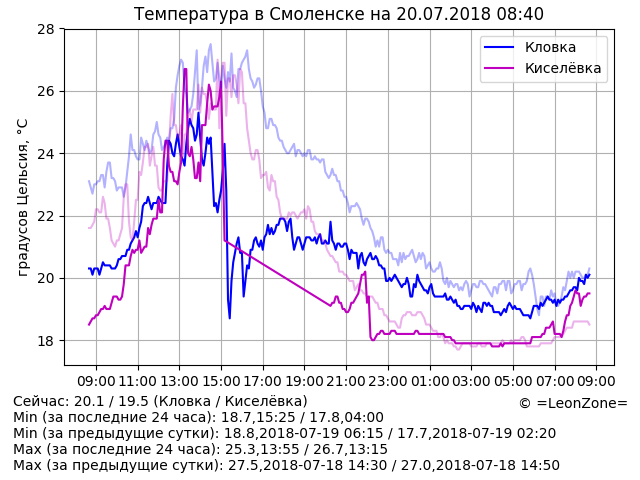 Температура в Смоленске на 20.07.2018 08:40
градусов Цельсия, °C
28
26
24
22
20
18
Кловка
Киселёвка
09:00 11:00 13:00 15:00 17:00 19:00 21:00 23:00 01:00 03:00 05:00 07:00 09:00
Сейчас: 20.1 / 19.5 (Кловка / Киселёвка)
© =LeonZone=
Min (за последние 24 часа): 18.7,15:25 / 17.8,04:00
Min (за предыдущие сутки): 18.8,2018-07-19 06:15 / 17.7,2018-07-19 02:20
Max (за последние 24 часа): 25.3,13:55 / 26.7,13:15
Max (за предыдущие сутки): 27.5,2018-07-18 14:30 / 27.0,2018-07-18 14:50